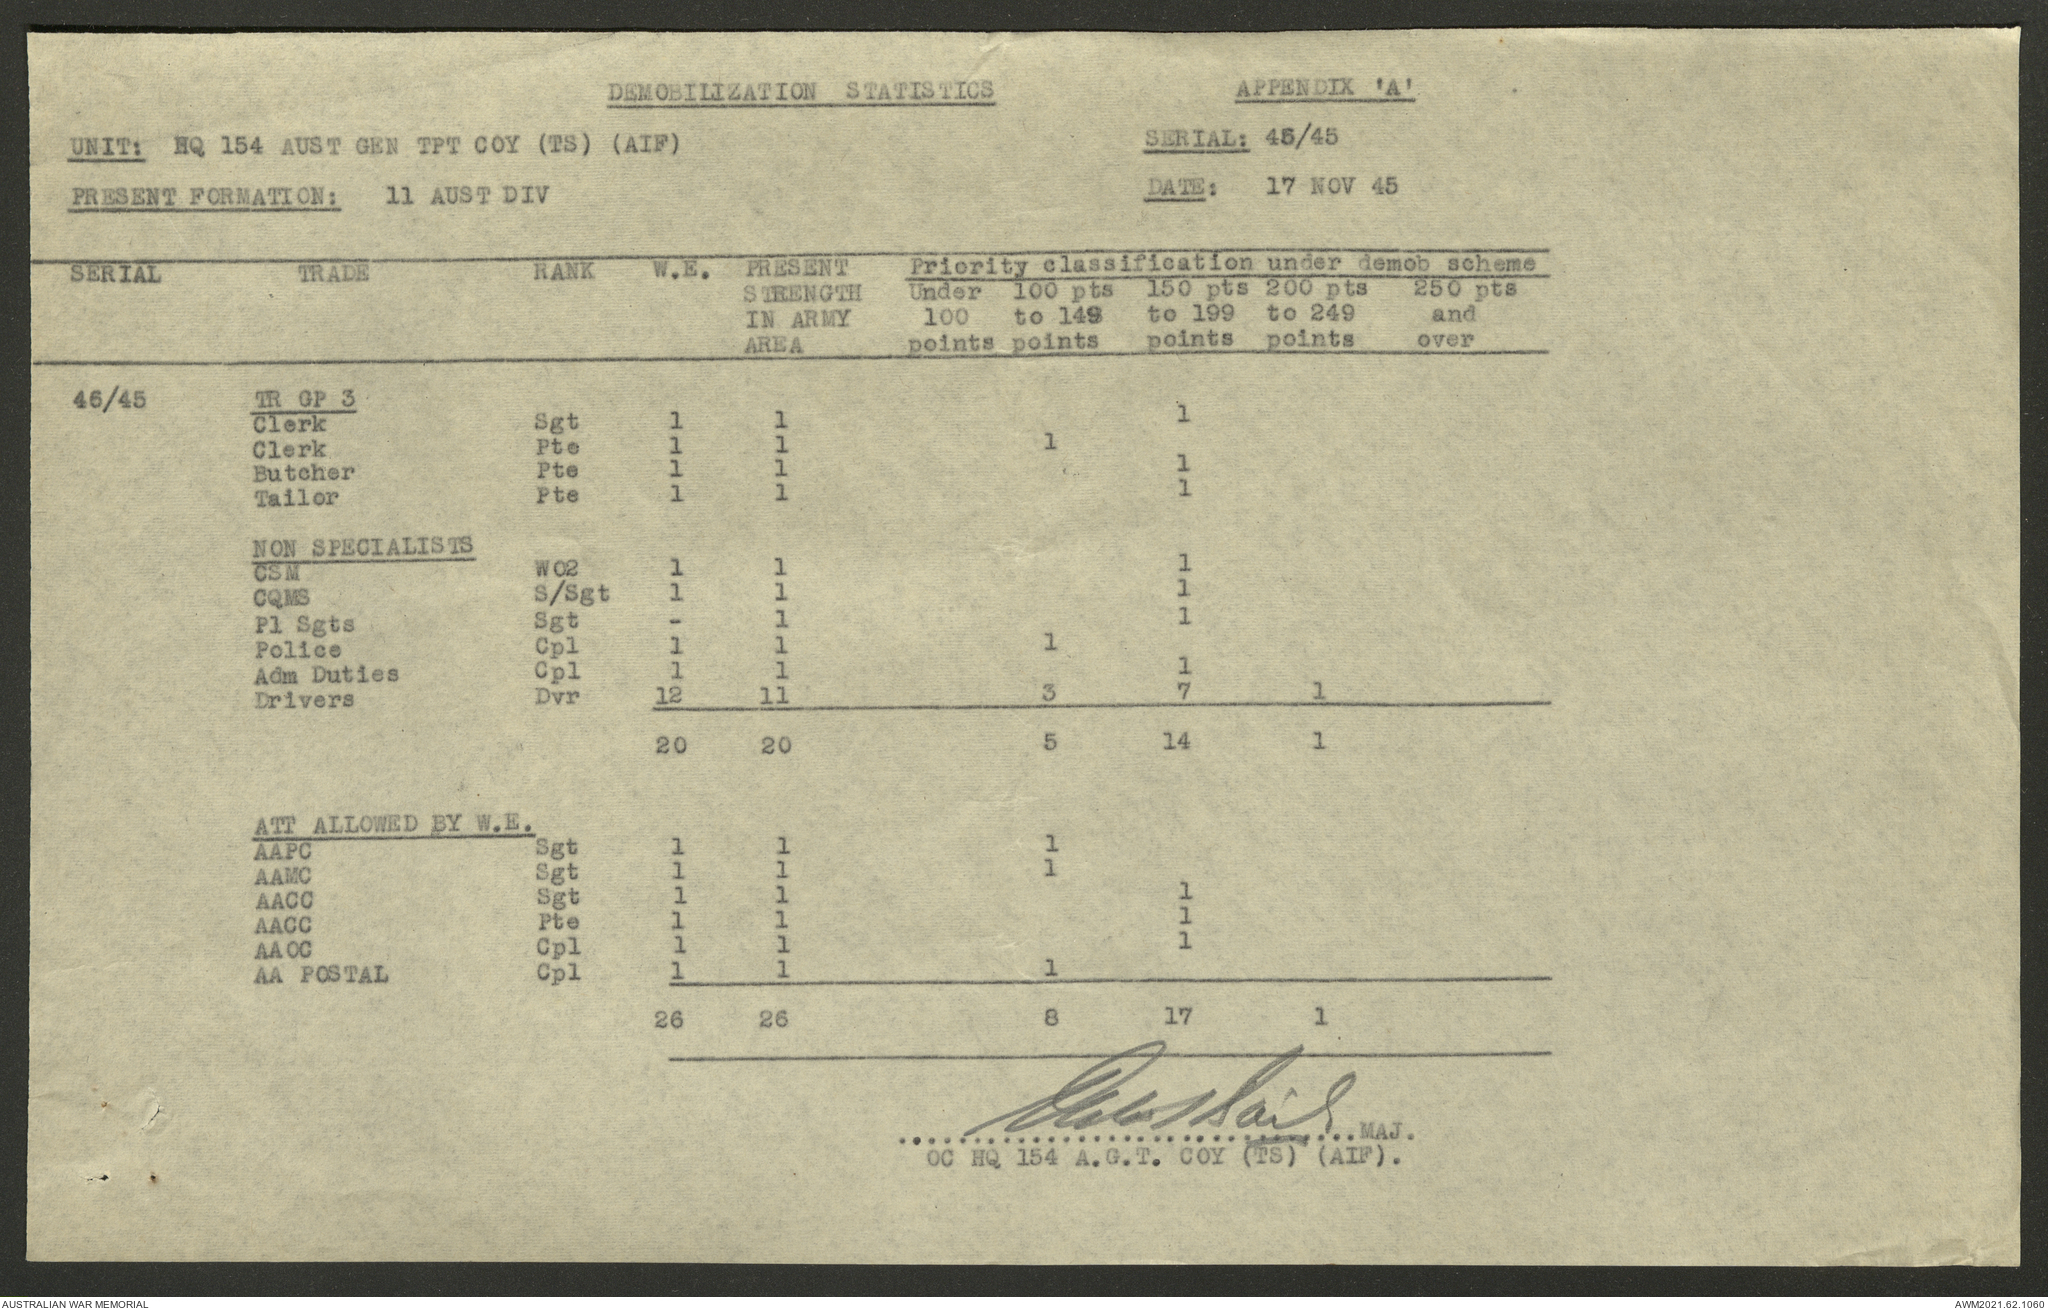 DEMOBILIZATION STATISTICS APPENDIX 'A'
UNIT: HQ 154 AUST GEN TPT COY (TS) (AIF) SERIAL: 46/45
PRESENT FORMATION: 11 AUST DIV DATE: 17 NOV 45
SERIAL TRADE RANK W.E. PRESENT Priority classification under demob scheme
STRENGTH Under 100 pts 150 pts 200 pts 250 pts
IN ARMY 100 to 149 to 199 to 249 and
AREA points points points points over
46/45 TR GP 3
Clerk Sgt 1 1 1
Clerk Pte 1 1 1
Butcher Pte 1 1 1
Tailor Pte 1 1 1
NON SPECIALISTS
CSM WO2 1 1 1
CQMS S/Sgt 1 1 1
Pl Sgts Sgt - 1 1
Police Cpl 1 1 1
Adm Duties Cpl 1 1 1
Drivers Dvr 12 11 3 7 1
20 20 5 14 1
ATT ALLOWED BY W.E.
AAPC Sgt 1 1 1
AAMC Sgt 1 1 1
AACC Sgt 1 1 1
AACC Pte 1 1 1
AAOC Cpl 1 1 1
AA POSTAL Cpl 1 1 1
26 26 8 17 1
MAJ.
OC HQ 154 A.G.T. COY (TS) (AIF).
AUSTRALIAN WAR MEMORIAL AWM2021.62.1060